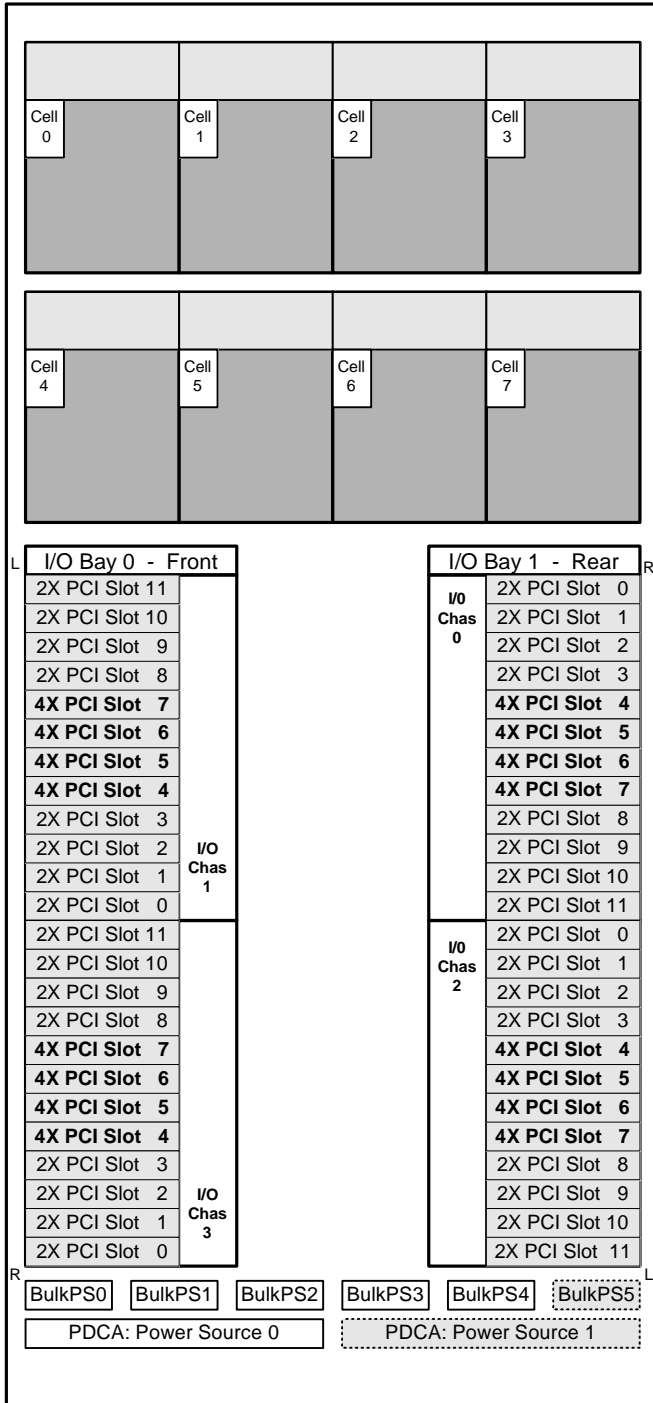 Cell
0
Cell
1
Cell
2
Cell
3
Cell
4
Cell
5
Cell
6
Cell
7
L
I/O Bay 0 - Front
2X PCI Slot 11
2X PCI Slot 10
2X PCI Slot 9
2X PCI Slot 8
4X PCI Slot 7
4X PCI Slot 6
4X PCI Slot 5
4X PCI Slot 4
2X PCI Slot 3
2X PCI Slot 2
2X PCI Slot 1
2X PCI Slot 0
I/O
Chas
1
2X PCI Slot 11
2X PCI Slot 10
2X PCI Slot 9
2X PCI Slot 8
4X PCI Slot 7
4X PCI Slot 6
4X PCI Slot 5
4X PCI Slot 4
2X PCI Slot 3
2X PCI Slot 2
2X PCI Slot 1
2X PCI Slot 0
I/O
Chas
3
R
I/O Bay 1 - Rear
R
I/0
Chas
0
2X PCI Slot 0
2X PCI Slot 1
2X PCI Slot 2
2X PCI Slot 3
4X PCI Slot 4
4X PCI Slot 5
4X PCI Slot 6
4X PCI Slot 7
2X PCI Slot 8
2X PCI Slot 9
2X PCI Slot 10
2X PCI Slot 11
I/0
Chas
2
2X PCI Slot 0
2X PCI Slot 1
2X PCI Slot 2
2X PCI Slot 3
4X PCI Slot 4
4X PCI Slot 5
4X PCI Slot 6
4X PCI Slot 7
2X PCI Slot 8
2X PCI Slot 9
2X PCI Slot 10
2X PCI Slot 11
L
BulkPS0
BulkPS1
BulkPS2
BulkPS3
BulkPS4
BulkPS5
PDCA: Power Source 0
PDCA: Power Source 1